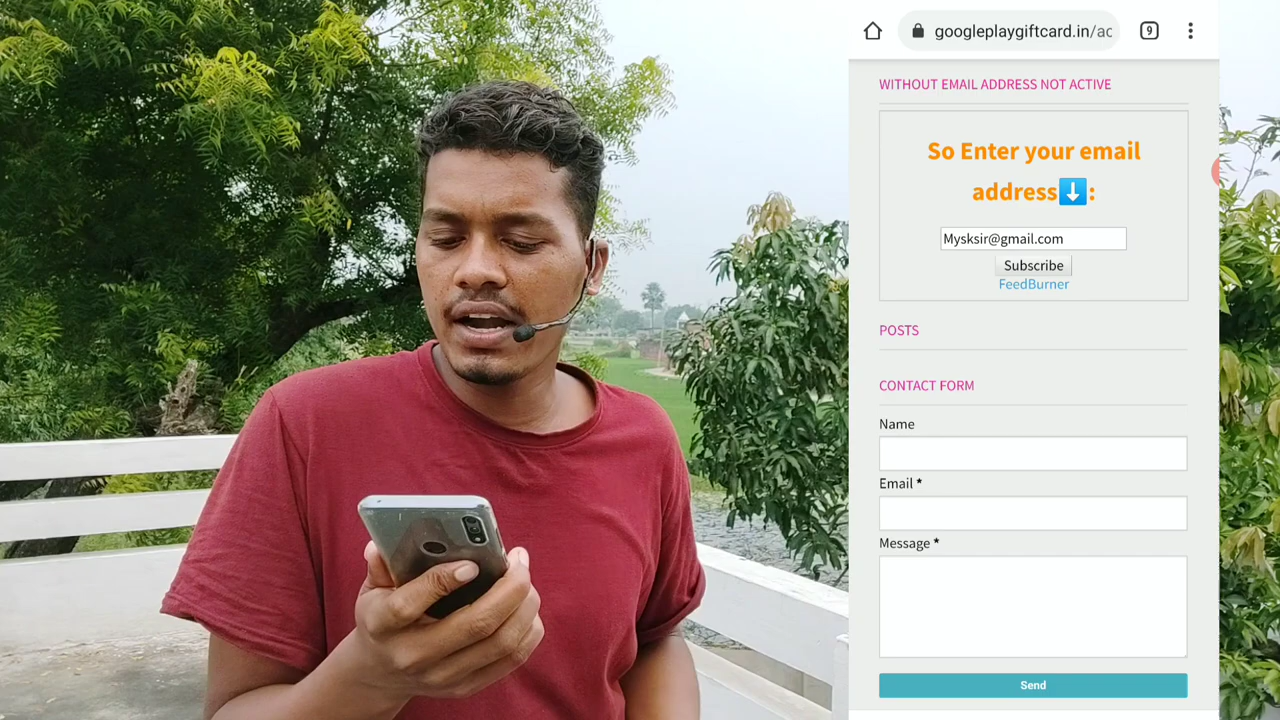 googleplaygiftcard.in/ac
9
WITHOUT EMAIL ADDRESS NOT ACTIVE
So Enter your email
address⬇️:
Mysksir@gmail.com
Subscribe
FeedBurner
POSTS
CONTACT FORM
Name
Email *
Message *
Send